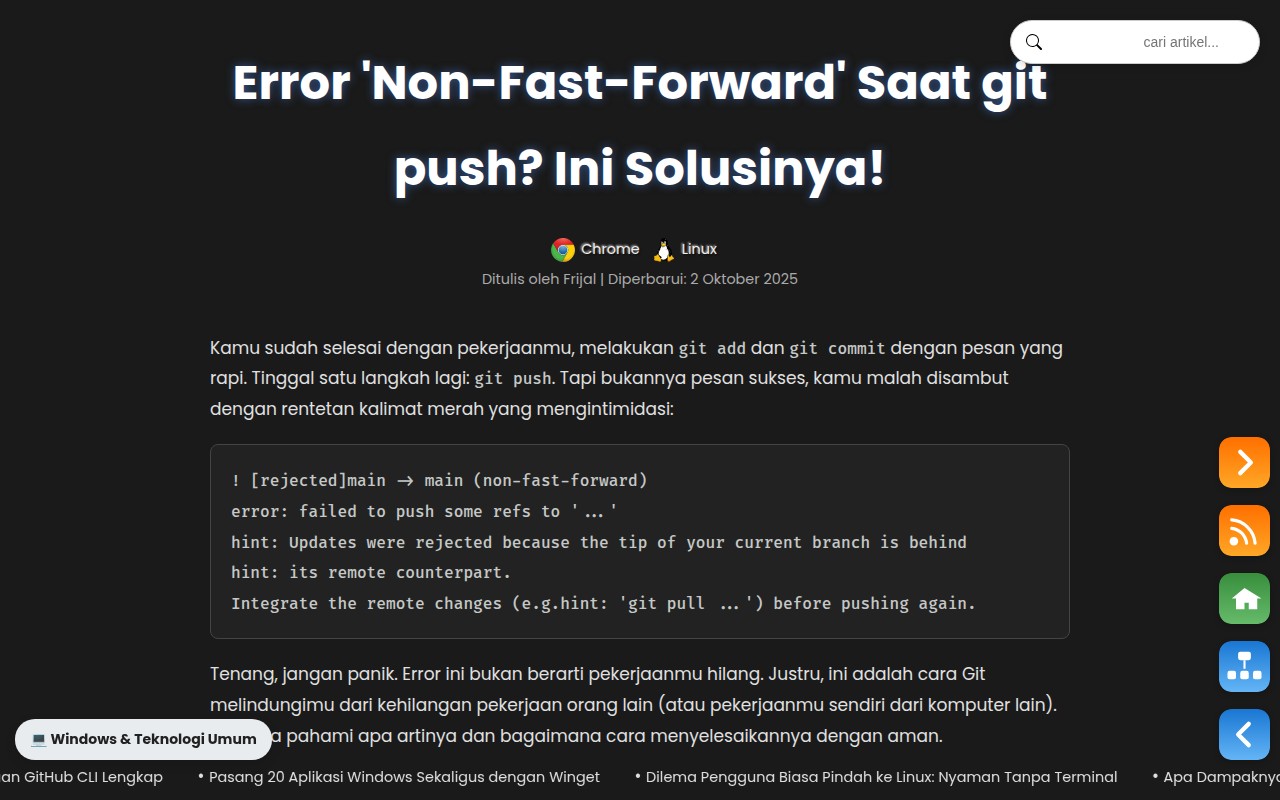 cari artikel...
Error 'Non-Fast-Forward' Saat git
push? Ini Solusinya!
Chrome Linux
Ditulis oleh Frijal | Diperbarui: 2 Oktober 2025
Kamu sudah selesai dengan pekerjaanmu, melakukan git add dan git commit dengan pesan yang
rapi. Tinggal satu langkah lagi: git push. Tapi bukannya pesan sukses, kamu malah disambut
dengan rentetan kalimat merah yang mengintimidasi:
! [rejected]main -> main (non-fast-forward)
error: failed to push some refs to '...'
hint: Updates were rejected because the tip of your current branch is behind
hint: its remote counterpart.
Integrate the remote changes (e.g.hint: 'git pull ...') before pushing again.
Tenang, jangan panik. Error ini bukan berarti pekerjaanmu hilang. Justru, ini adalah cara Git
melindungimu dari kehilangan pekerjaan orang lain (atau pekerjaanmu sendiri dari komputer lain).
pahami apa artinya dan bagaimana cara menyelesaikannya dengan aman.
💻 Windows & Teknologi Umum
GitHub CLI Lengkap • Pasang 20 Aplikasi Windows Sekaligus dengan Winget • Dilema Pengguna Biasa Pindah ke Linux: Nyaman Tanpa Terminal • Apa